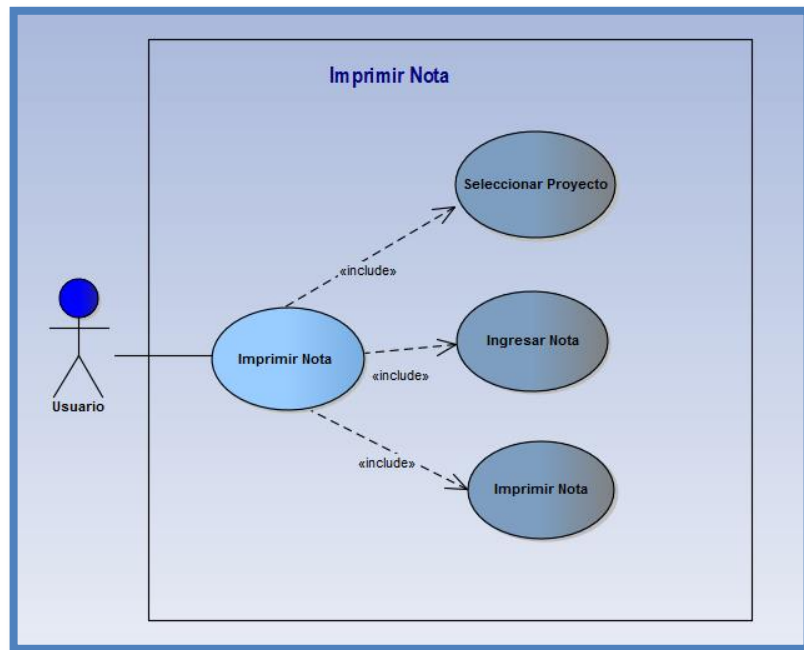 Imprimir Nota
Seleccionar Proyecto
«include»
Ingresar Nota
Imprimir Nota
«include»
Usuario
«include»
Imprimir Nota